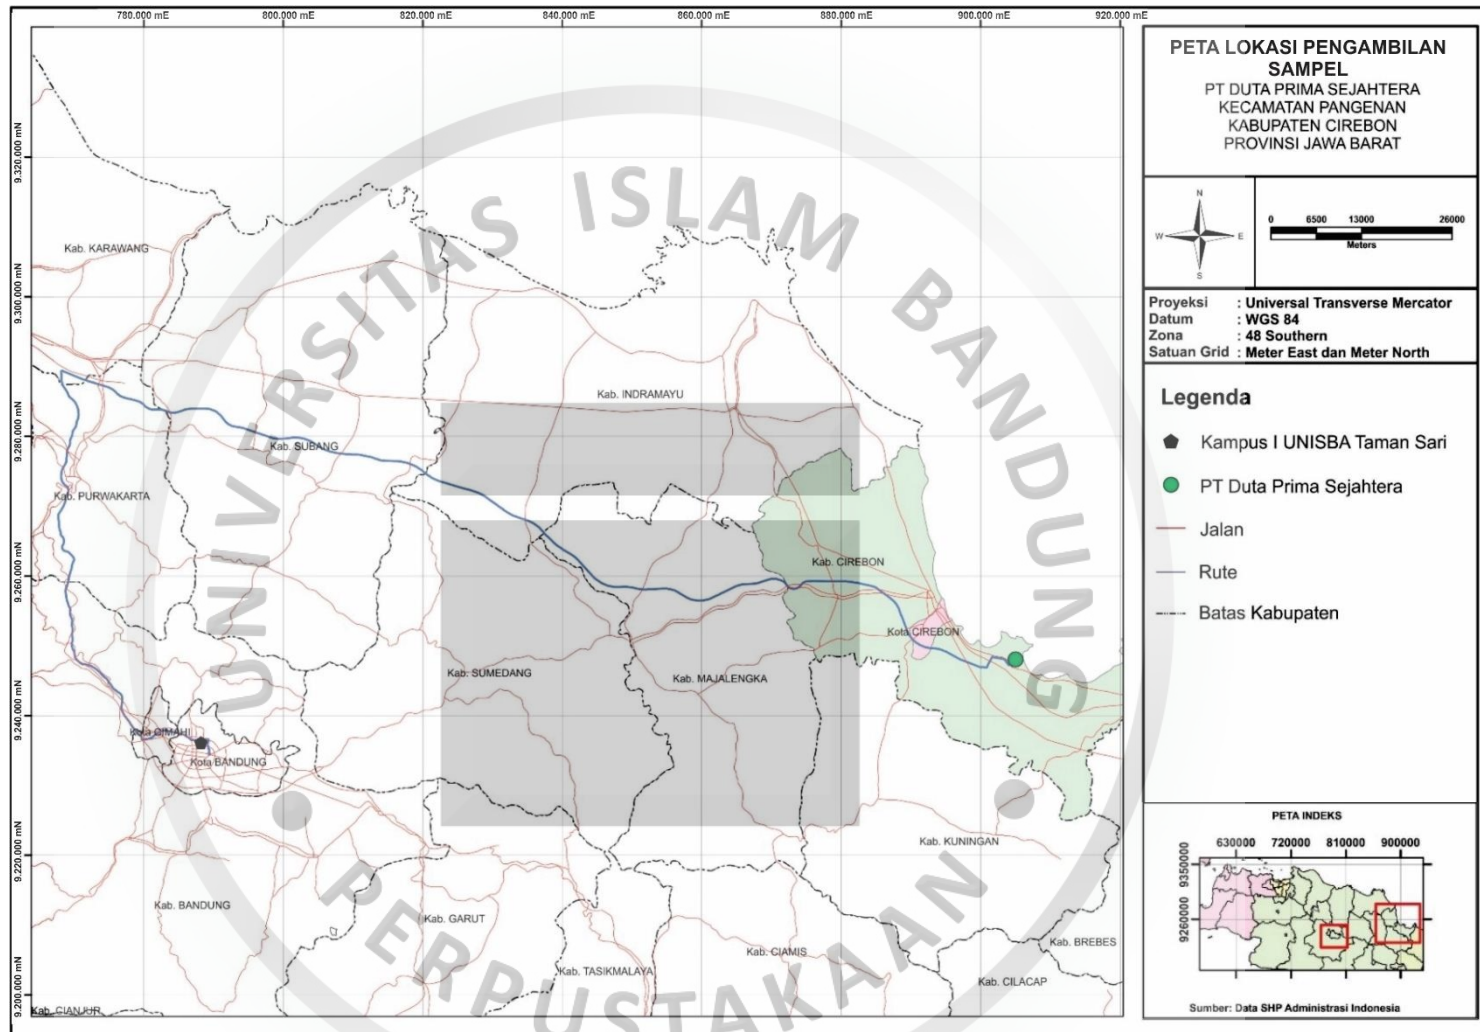 780.000 mE 800.000 mE 820.000 mE 840.000 mE 860.000 mE 880.000 mE 900.000 mE 920.000 mE
9.320.000 mN
9.300.000 mN
9.280.000 mN
9.260.000 mN
9.240.000 mN
9.220.000 mN
9.200.000 mN
UNIVERSITAS ISLAM BANDUNG
PERPUSTAKAAN
Kab. KARAWANG
Kab. INDRAMAYU
Kab. SUBANG
Kab. PURWAKARTA
Kab. CIREBON
Kota CIREBON
Kab. SUMEDANG
Kab. MAJALENGKA
Kota CIMAHI
Kota BANDUNG
Kab. KUNINGAN
Kab. BANDUNG
Kab. GARUT
Kab. BREBES
Kab. CIAMIS
Kab. TASIKMALAYA
Kab. CILACAP
Kab. CIANJUR
PETA LOKASI PENGAMBILAN
SAMPEL
PT DUTA PRIMA SEJAHTERA
KECAMATAN PANGENAN
KABUPATEN CIREBON
PROVINSI JAWA BARAT
N
W E
S
0 6500 13000 26000
Meters
Proyeksi : Universal Transverse Mercator
Datum : WGS 84
Zona : 48 Southern
Satuan Grid : Meter East dan Meter North
Legenda
Kampus I UNISBA Taman Sari
PT Duta Prima Sejahtera
Jalan
Rute
Batas Kabupaten
PETA INDEKS
630000 720000 810000 900000
9350000
9260000
Sumber: Data SHP Administrasi Indonesia